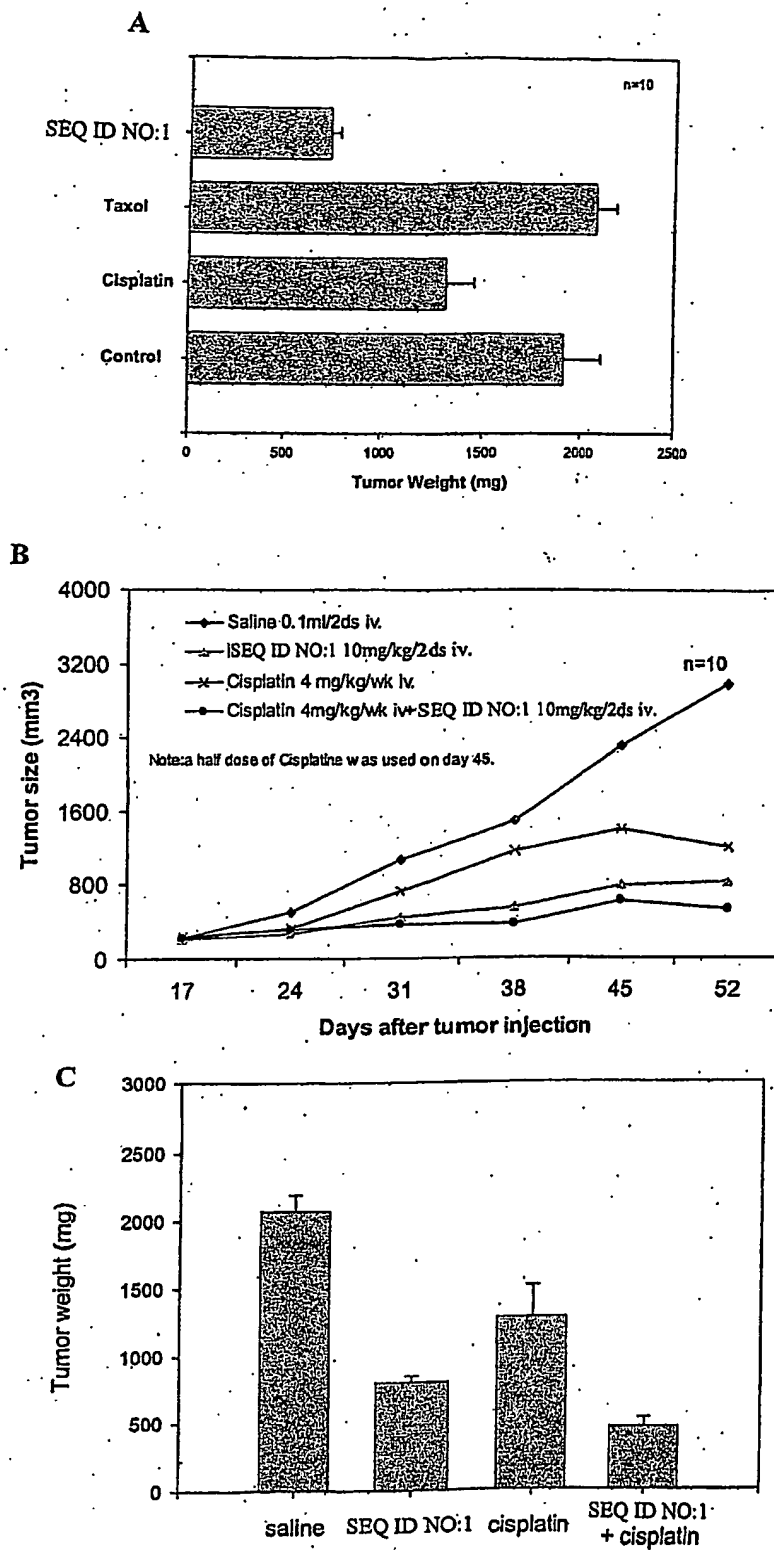 A
n=10
SEQ ID NO:1
Taxol
Cisplatin
Control
0 500 1000 1500 2000 2500
Tumor Weight (mg)
B
4000
3200
2400
1600
800
0
Tumor size (mm3)
Saline 0.1ml/2ds iv.
|SEQ ID NO:1 10mg/kg/2ds iv.
Cisplatin 4 mg/kg/wk iv.
Cisplatin 4mg/kg/wk iv+SEQ ID NO:1 10mg/kg/2ds iv.
n=10
Note:a half dose of Cisplatine was used on day 45.
17 24 31 38 45 52
Days after tumor injection
C
3000
2500
2000
1500
1000
500
0
Tumor weight (mg)
saline SEQ ID NO:1 cisplatin SEQ ID NO:1
+ cisplatin